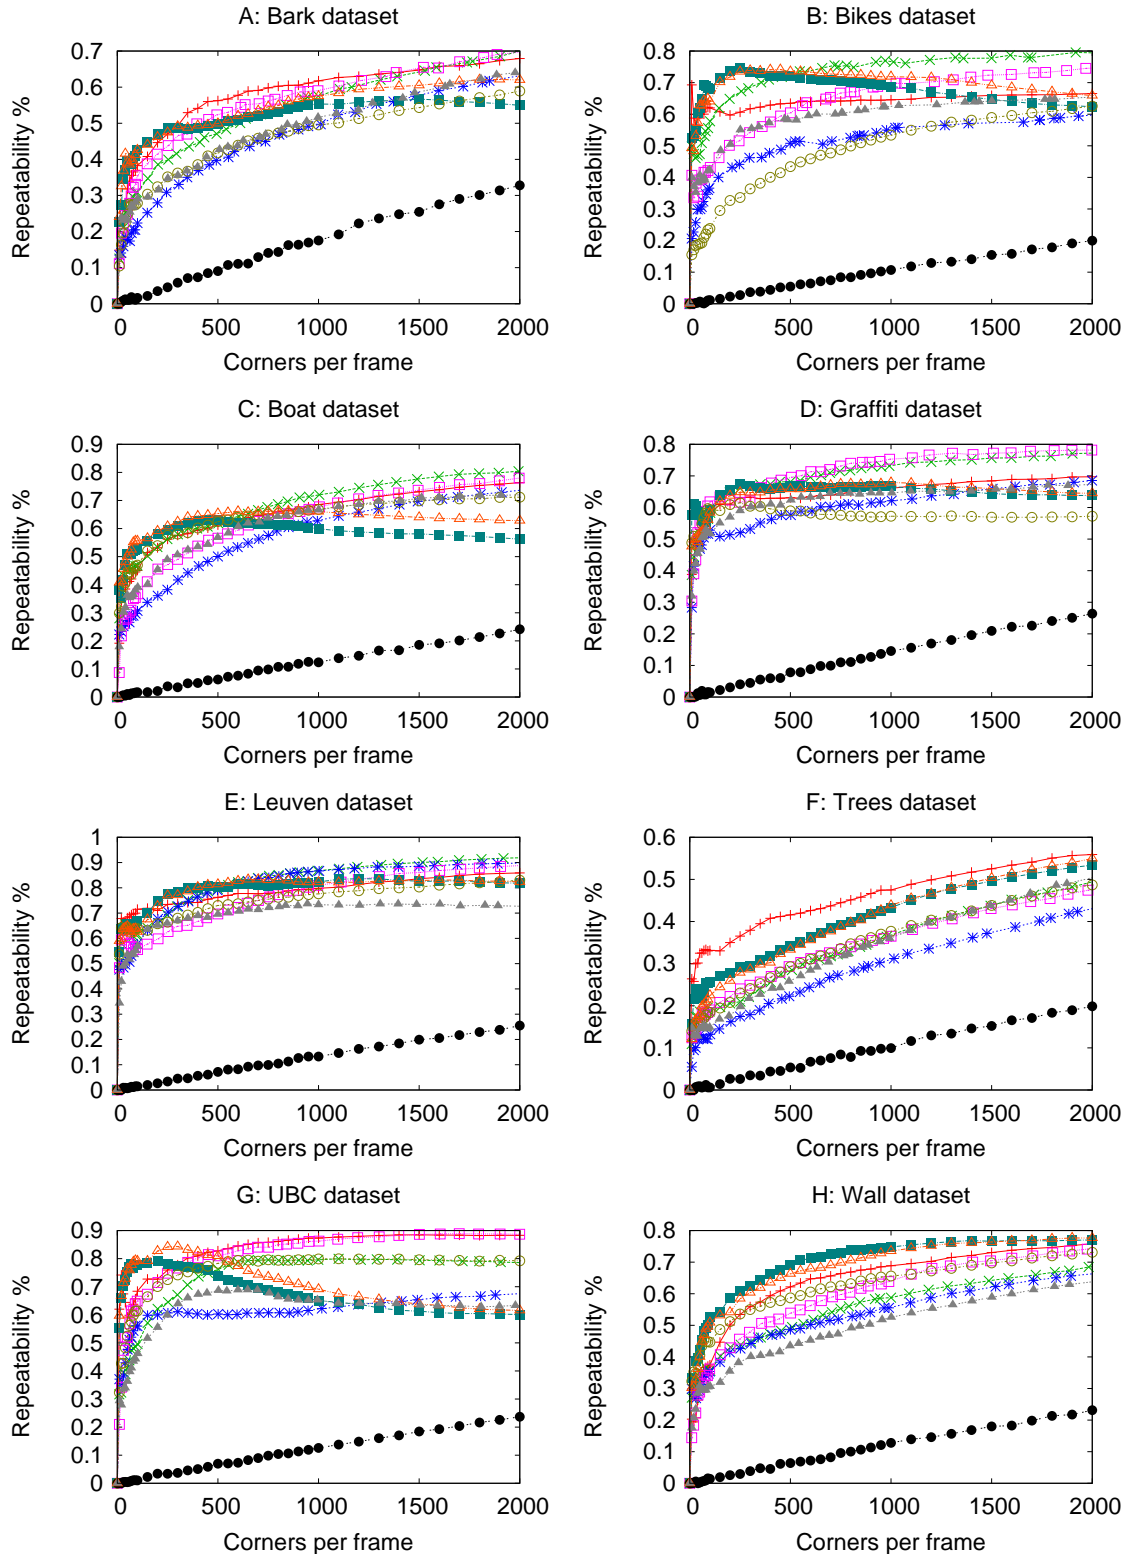 A: Bark dataset
Repeatability %
0.7
0.6
0.5
0.4
0.3
0.2
0.1
0
0 500 1000 1500 2000
Corners per frame
B: Bikes dataset
Repeatability %
0.8
0.7
0.6
0.5
0.4
0.3
0.2
0.1
0
0 500 1000 1500 2000
Corners per frame
C: Boat dataset
Repeatability %
0.9
0.8
0.7
0.6
0.5
0.4
0.3
0.2
0.1
0
0 500 1000 1500 2000
Corners per frame
D: Graffiti dataset
Repeatability %
0.8
0.7
0.6
0.5
0.4
0.3
0.2
0.1
0
0 500 1000 1500 2000
Corners per frame
E: Leuven dataset
Repeatability %
1
0.9
0.8
0.7
0.6
0.5
0.4
0.3
0.2
0.1
0
0 500 1000 1500 2000
Corners per frame
F: Trees dataset
Repeatability %
0.6
0.5
0.4
0.3
0.2
0.1
0
0 500 1000 1500 2000
Corners per frame
G: UBC dataset
Repeatability %
0.9
0.8
0.7
0.6
0.5
0.4
0.3
0.2
0.1
0
0 500 1000 1500 2000
Corners per frame
H: Wall dataset
Repeatability %
0.8
0.7
0.6
0.5
0.4
0.3
0.2
0.1
0
0 500 1000 1500 2000
Corners per frame